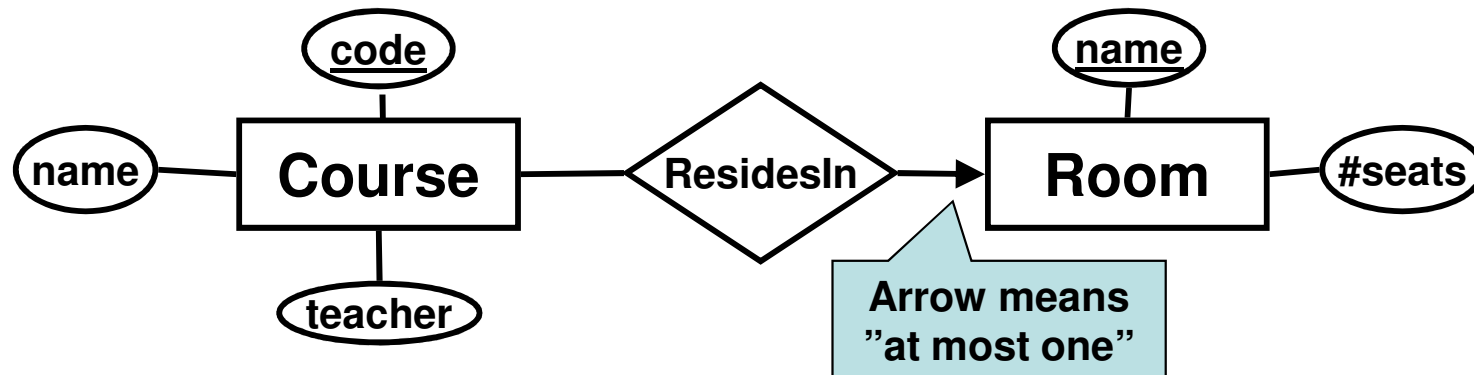 code
name
name
Course
ResidesIn
Room
#seats
teacher
Arrow means
”at most one”